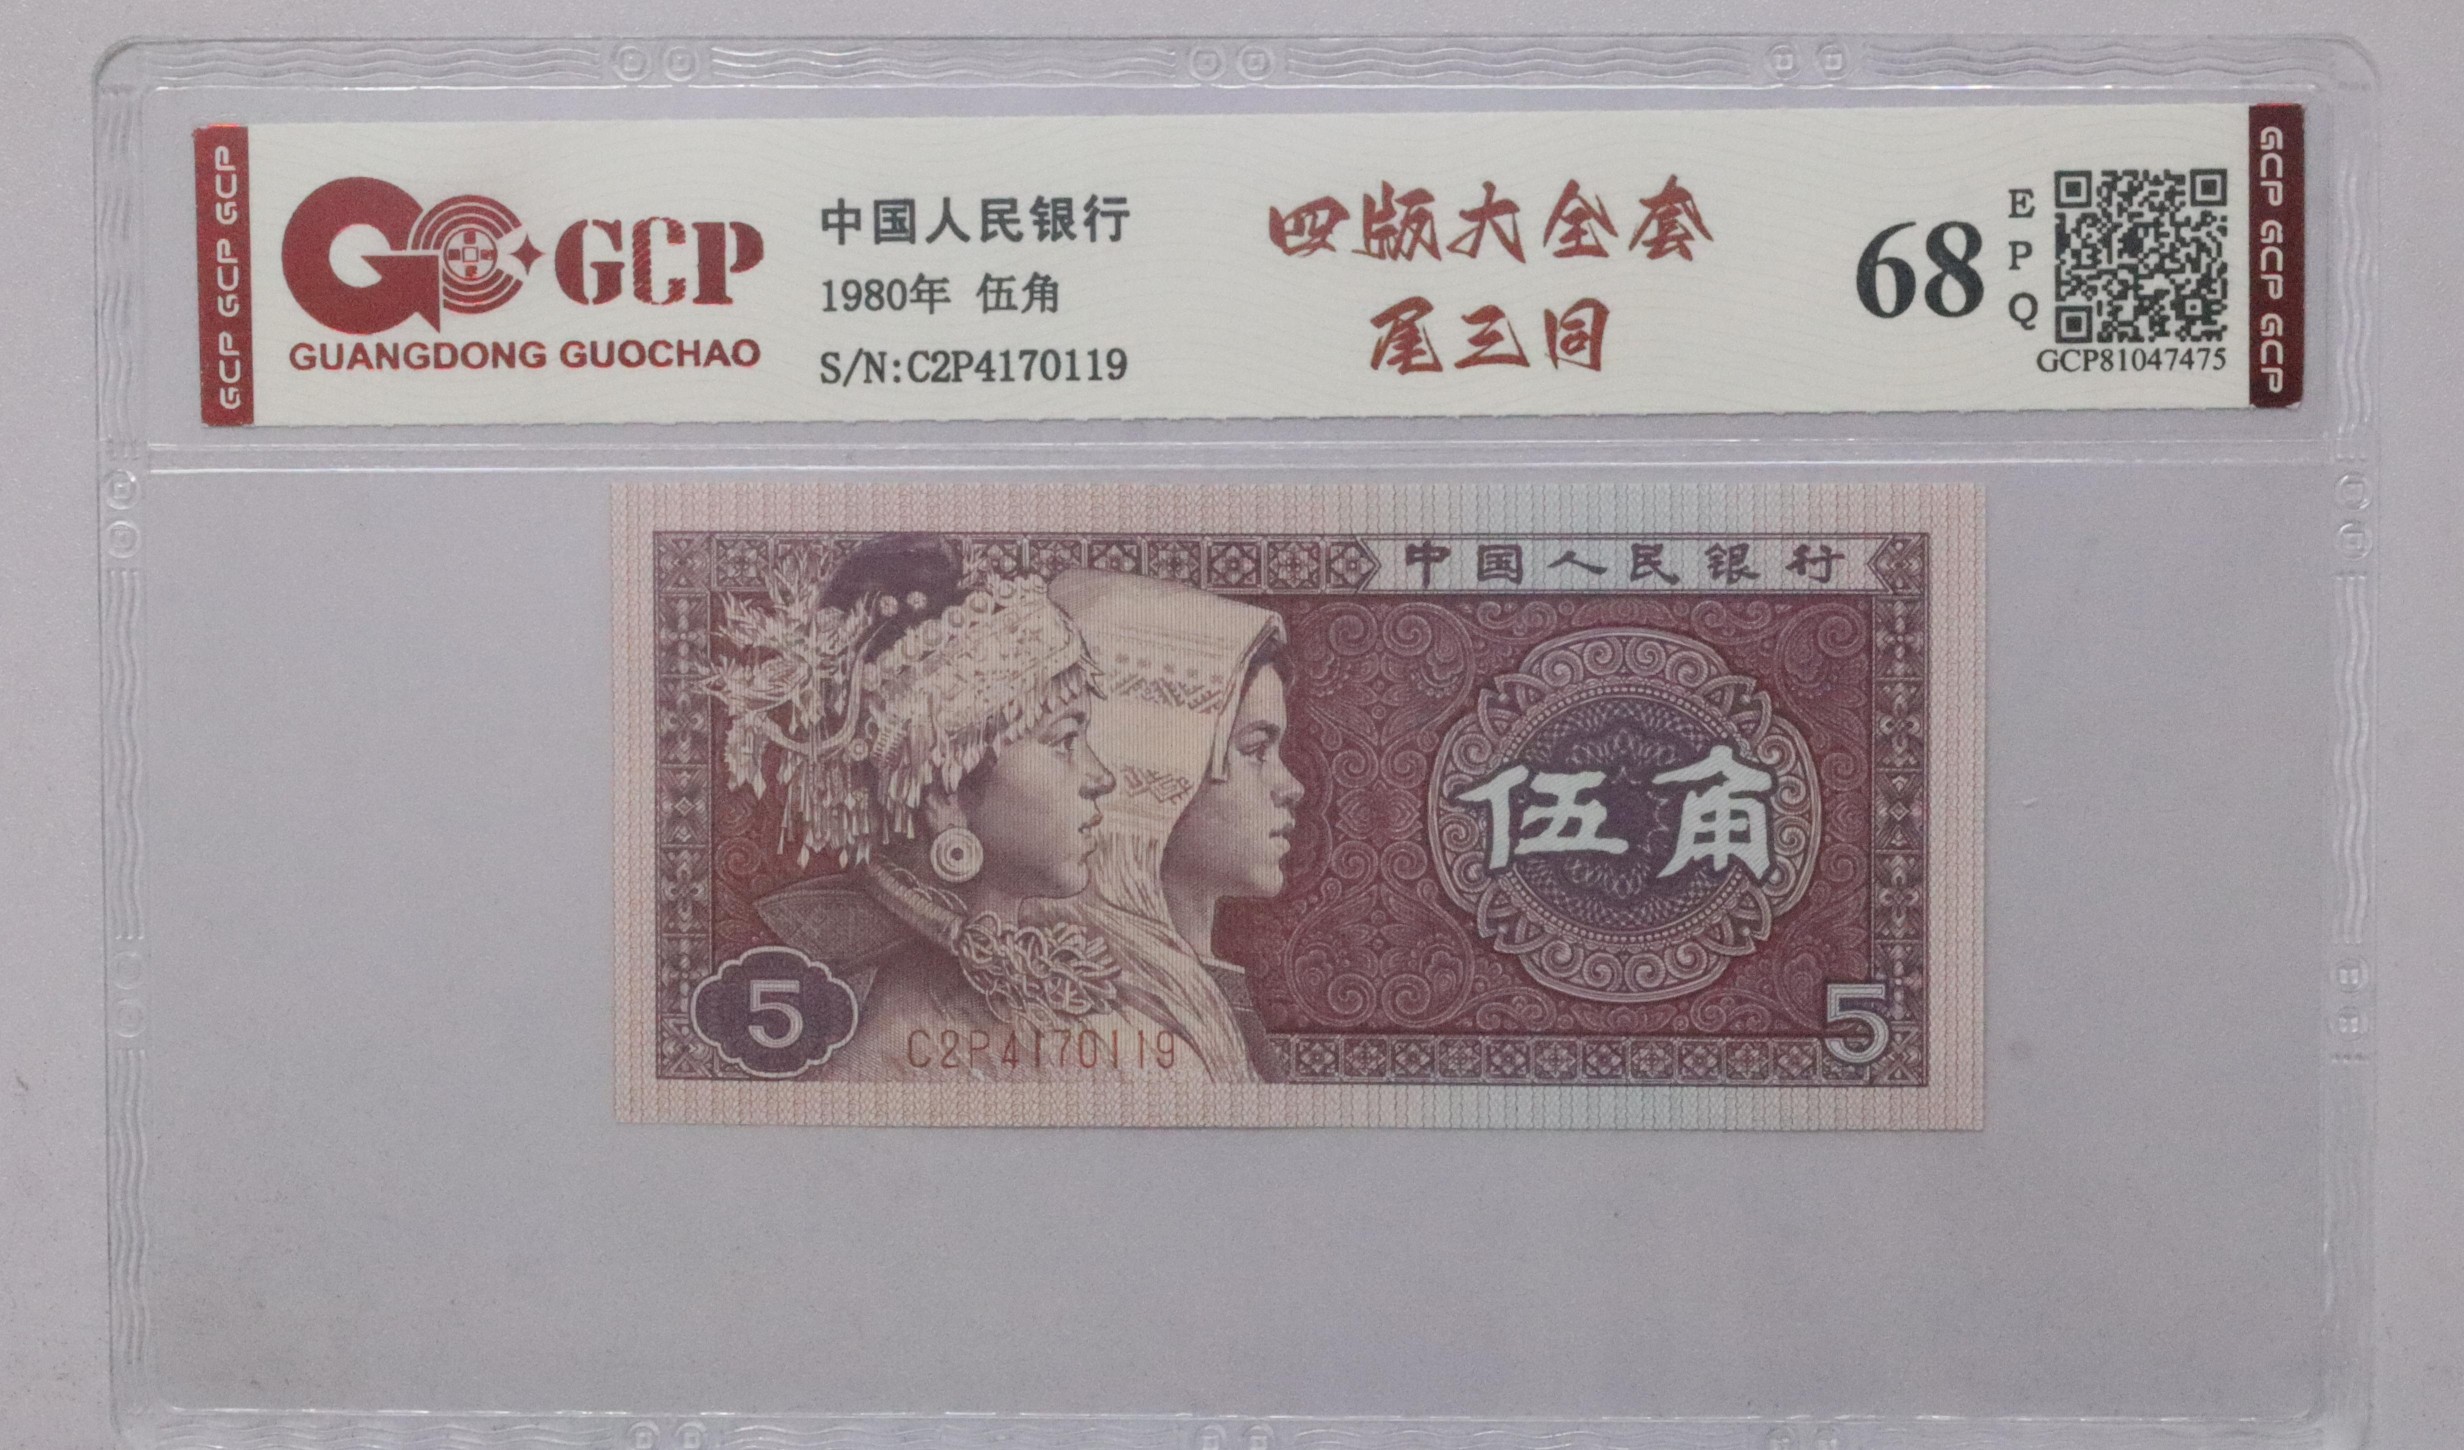 GCP GCP GCP
GCP
GUANGDONG GUOCHAO
中国人民银行
1980年 伍角
S/N:C2P4170119
四版大全套
尾三同
68
E
P
Q
GCP81047475
GCP GCP GCP
中国人民银行
伍角
5
C2P4170119
5